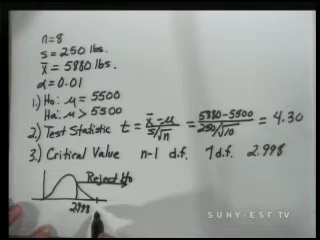 n=8
s=250 lbs.
x̄=5880 lbs.
α=0.01
1.) Ho: μ=5500
Ha: μ>5500
2.) Test Statistic t = x̄-μ / s/√n = 5880-5500 / 250/√10 = 4.30
3.) Critical Value n-1 d.f. 7 d.f. 2.998
Reject Ho
2.998
SUNY-ESF TV